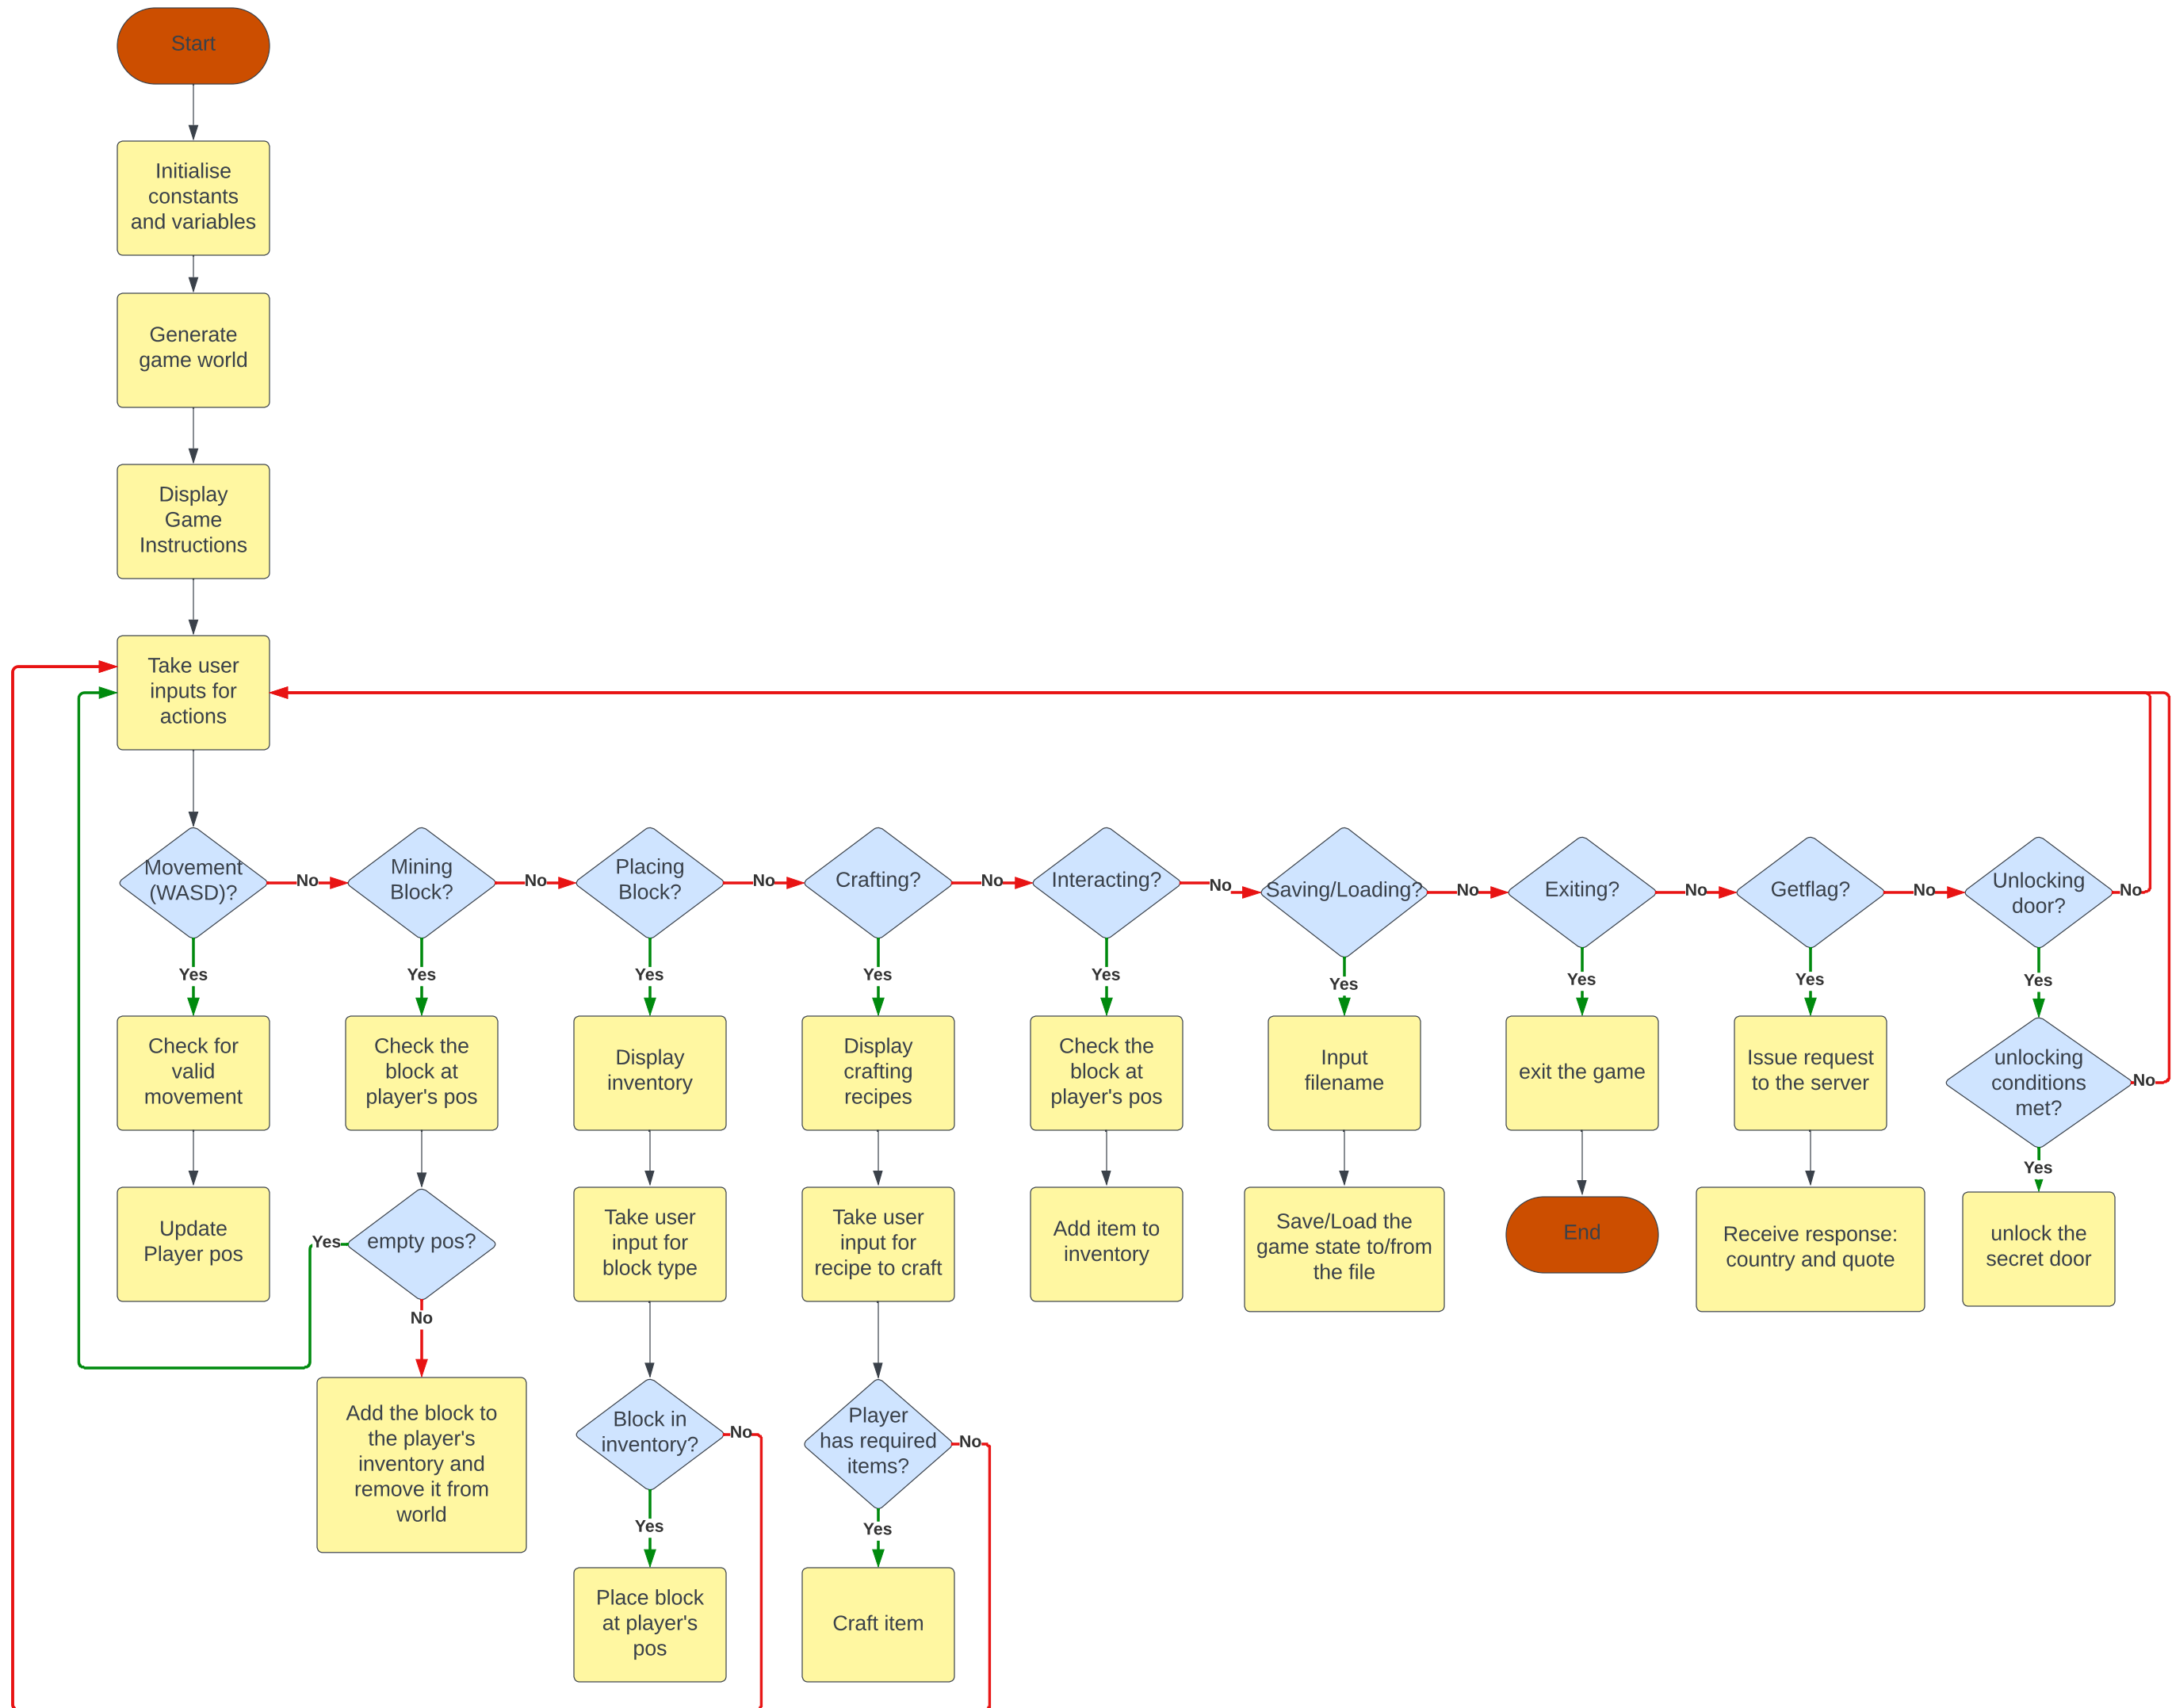 Start
Initialise
constants
and variables
Generate
game world
Display
Game
Instructions
Take user
inputs for
actions
Movement
(WASD)?
No
Mining
Block?
No
Placing
Block?
No
Crafting?
No
Interacting?
No
Saving/Loading?
No
Exiting?
No
Getflag?
No
Unlocking
door?
No
Yes
Yes
Yes
Yes
Yes
Yes
Yes
Yes
Yes
Check for
valid
movement
Check the
block at
player's pos
Display
inventory
Display
crafting
recipes
Check the
block at
player's pos
Input
filename
exit the game
Issue request
to the server
unlocking
conditions
met?
No
Yes
Update
Player pos
Yes
empty pos?
No
Take user
input for
block type
Take user
input for
recipe to craft
Add item to
inventory
Save/Load the
game state to/from
the file
End
Receive response:
country and quote
unlock the
secret door
Add the block to
the player's
inventory and
remove it from
world
Block in
inventory?
No
Yes
Player
has required
items?
No
Yes
Place block
at player's
pos
Craft item